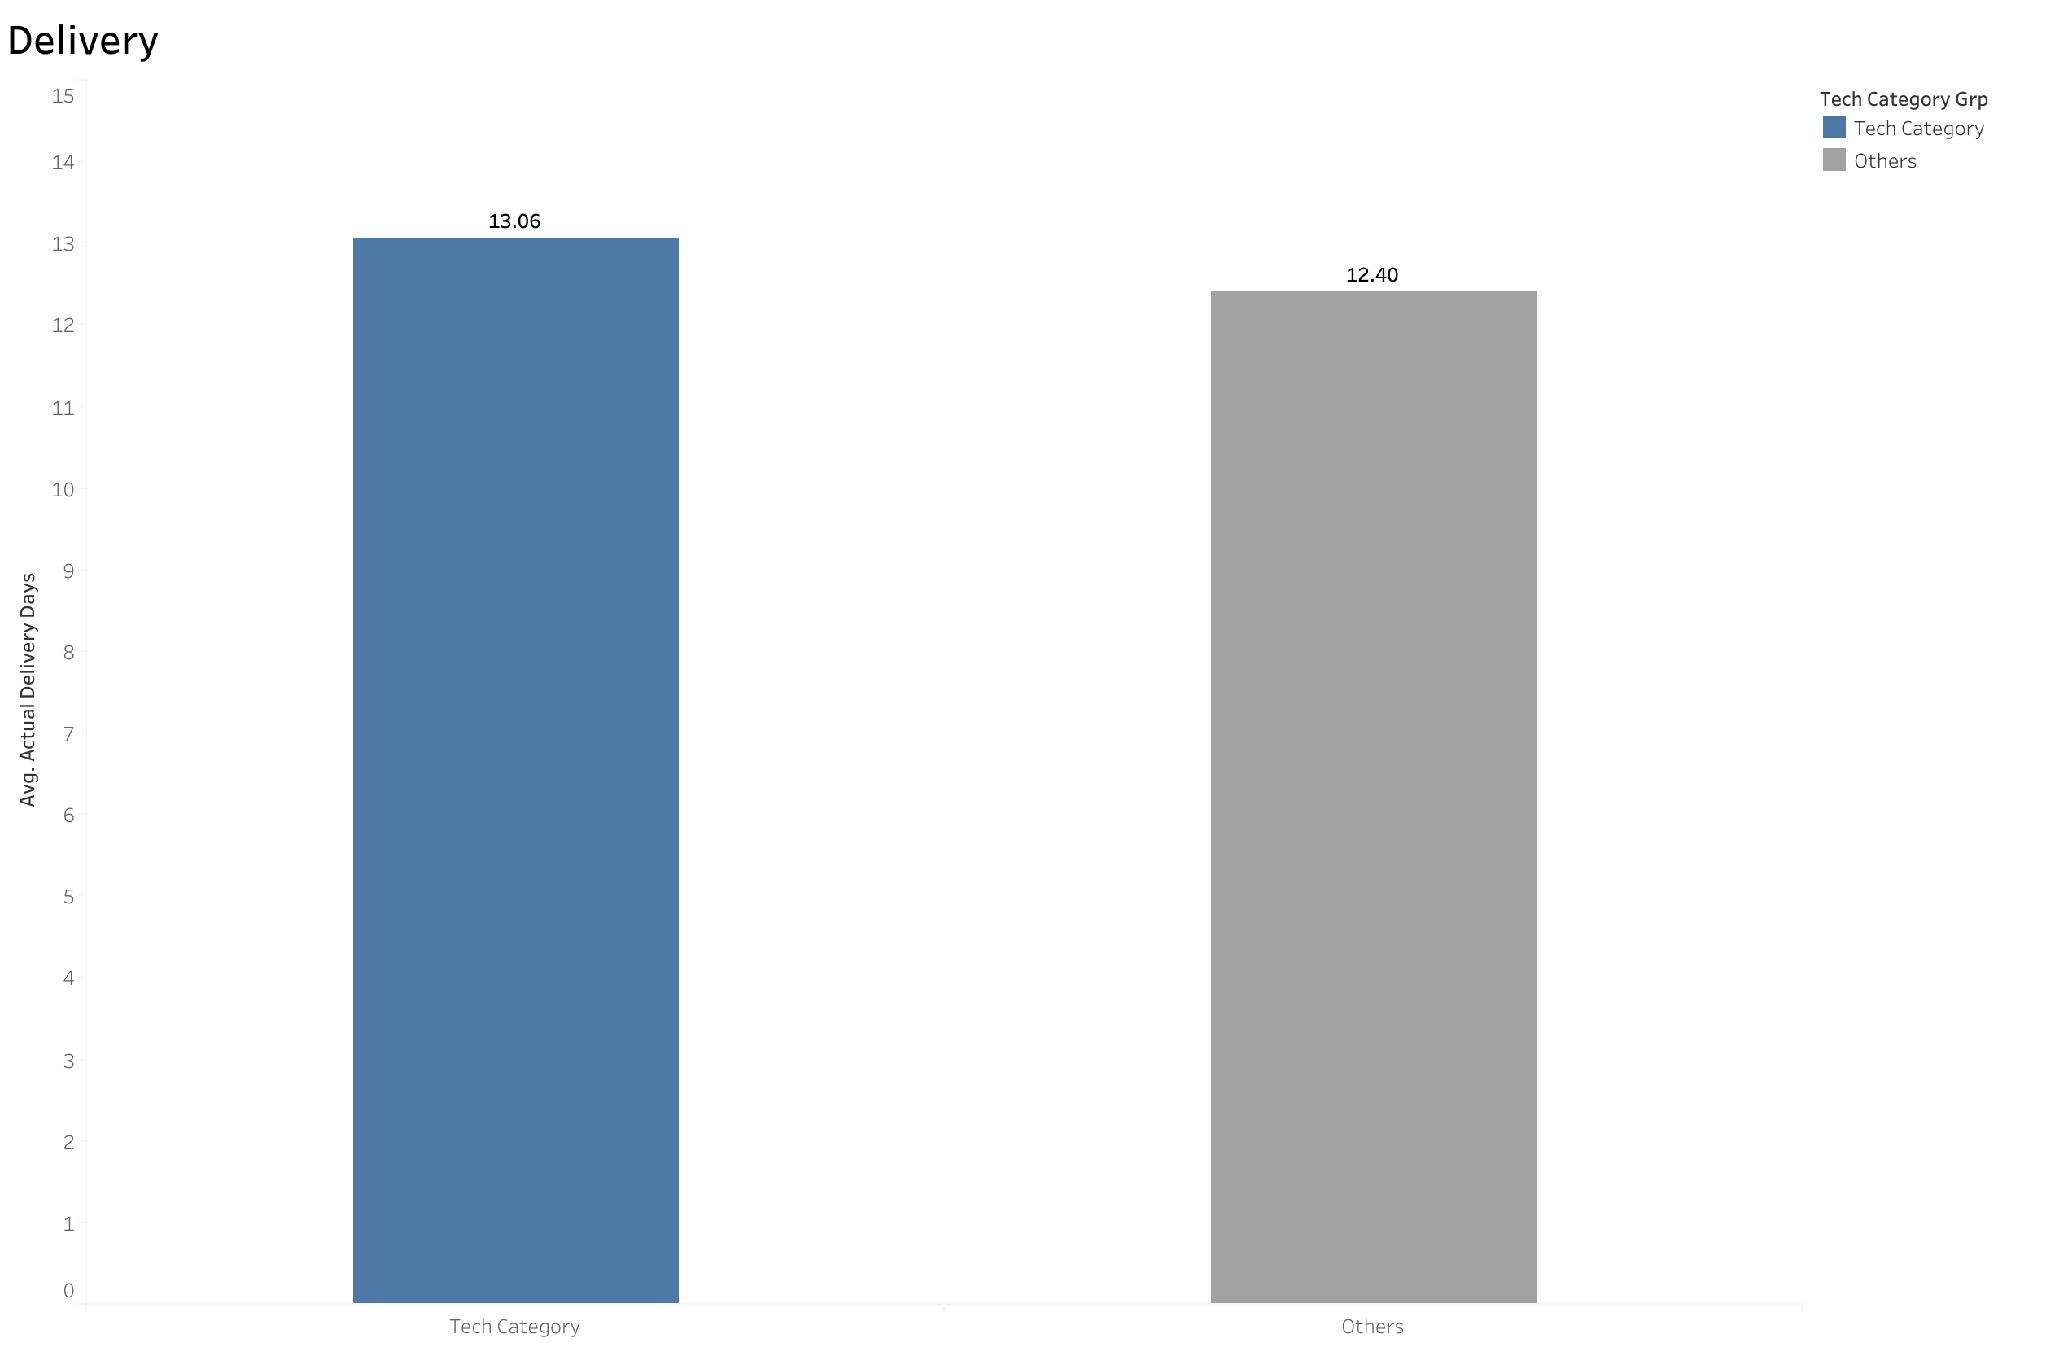 Delivery
15
14
13
12
11
10
9
8
7
6
5
4
3
2
1
0
Avg. Actual Delivery Days
13.06
12.40
Tech Category
Others
Tech Category Grp
Tech Category
Others